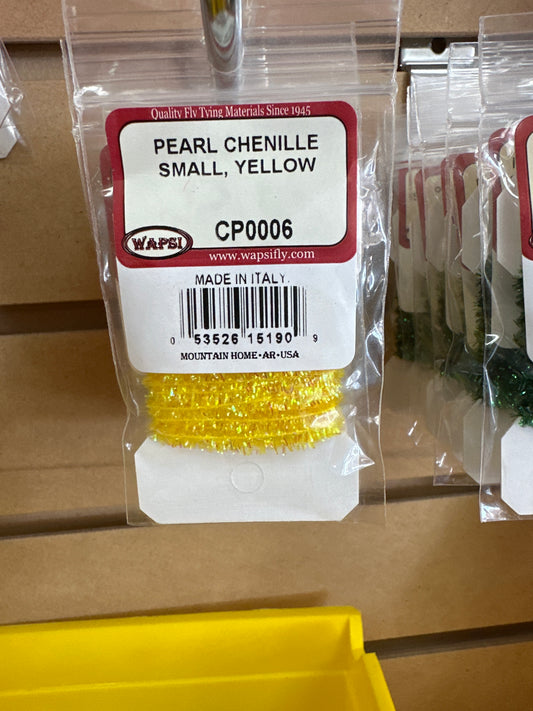 Quality Fly Tying Materials Since 1945
PEARL CHENILLE
SMALL, YELLOW
WAPSI
CP0006
www.wapsifly.com
MADE IN ITALY.
0 53526 15190 9
MOUNTAIN HOME•AR•USA